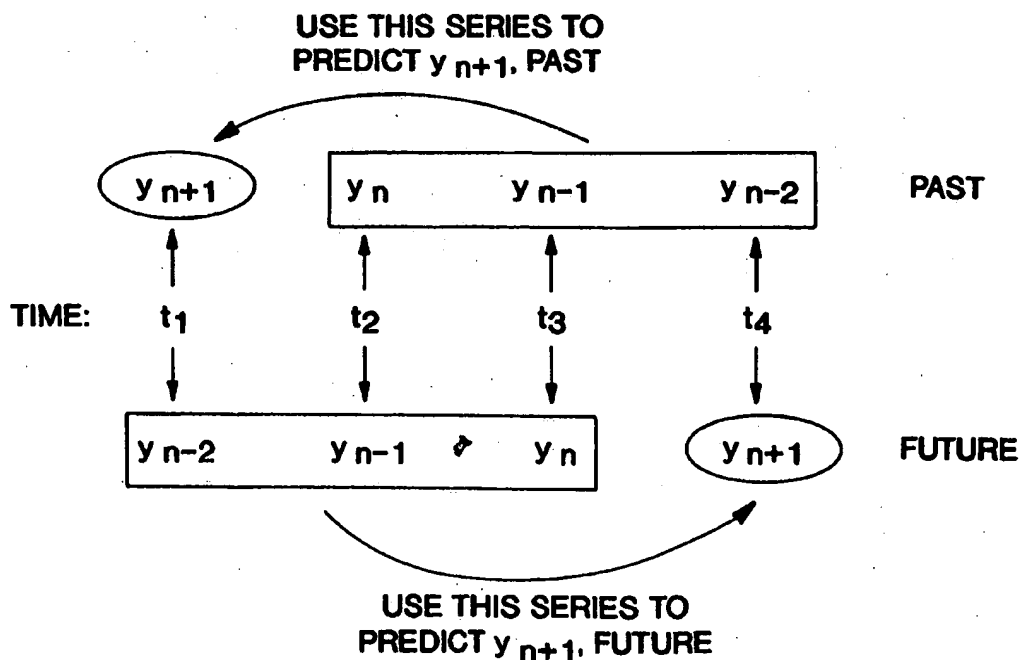 USE THIS SERIES TO
PREDICT y n+1, PAST
y n+1 y n y n-1 y n-2 PAST
TIME: t1 t2 t3 t4
y n-2 y n-1 y n y n+1 FUTURE
USE THIS SERIES TO
PREDICT y n+1, FUTURE